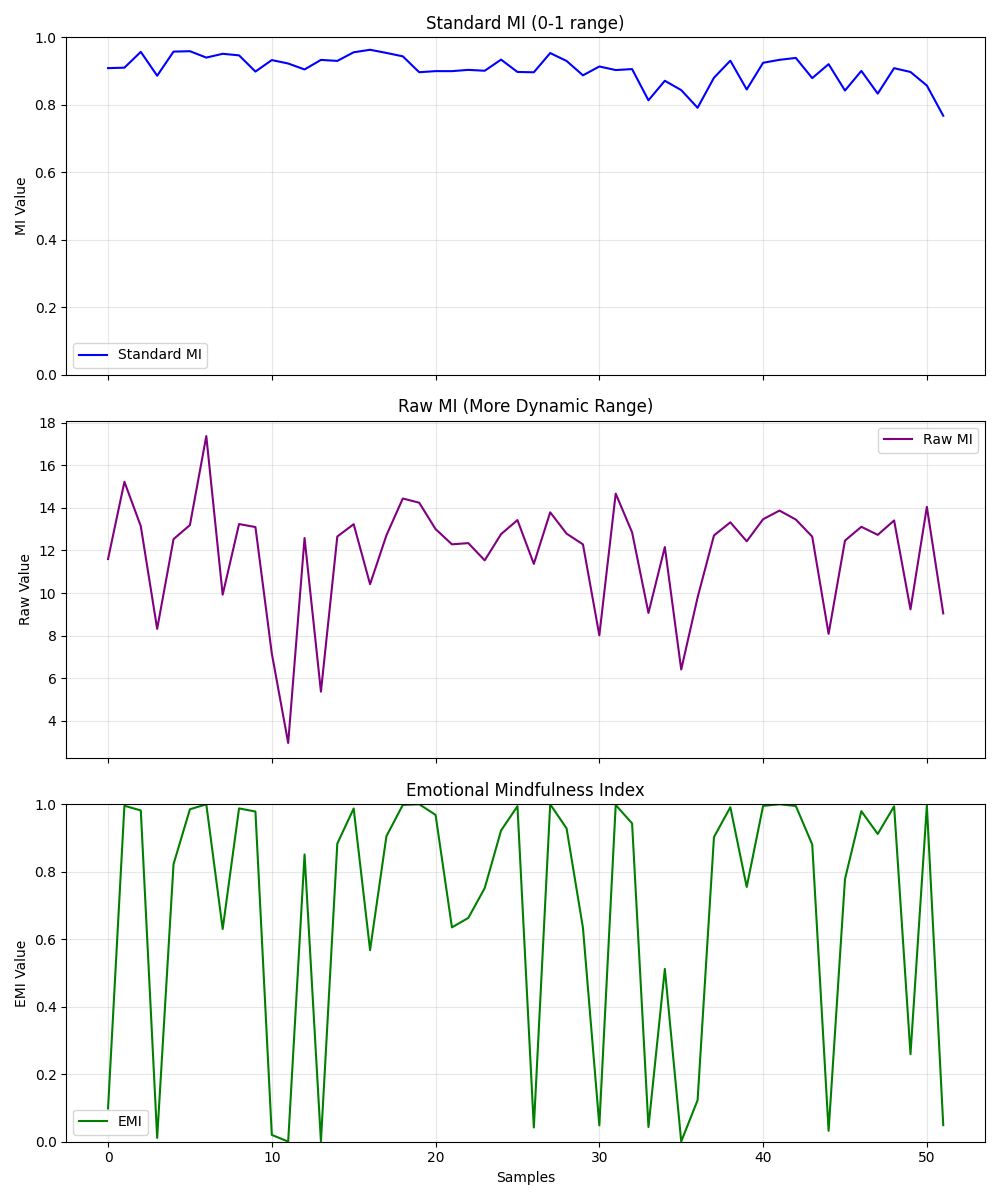 Standard MI (0-1 range)
1.0
0.8
0.6
0.4
0.2
0.0
MI Value
Standard MI
Raw MI (More Dynamic Range)
18
16
14
12
10
8
6
4
Raw Value
Raw MI
Emotional Mindfulness Index
1.0
0.8
0.6
0.4
0.2
0.0
EMI Value
EMI
0 10 20 30 40 50
Samples